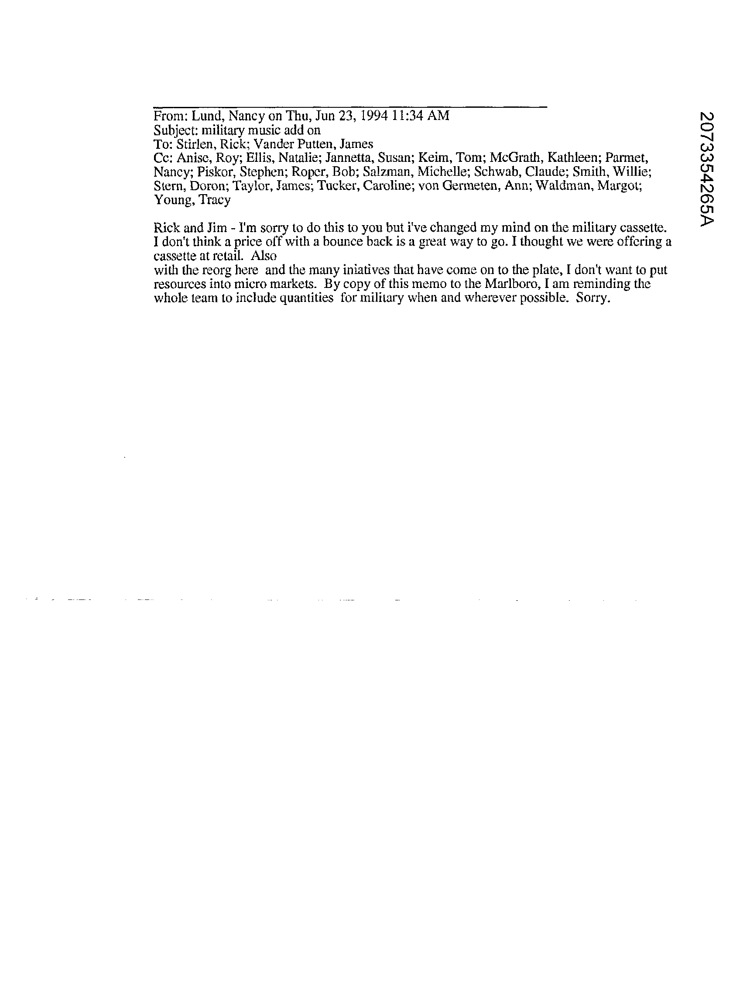 From: Lund, Nancy on Thu, Jun 23, 1994 11:34 AM
Subject: military music add on
To: Stirlen, Rick; Vander Putten, James
Cc: Anise, Roy; Ellis, Natalie; Jannetta, Susan; Keim, Tom; McGrath, Kathleen; Parmet,
Nancy; Piskor, Stephen; Roper, Bob; Salzman, Michelle; Schwab, Claude; Smith, Willie;
Stern, Doron; Taylor, James; Tucker, Caroline; von Germeten, Ann; Waldman, Margot;
Young, Tracy
Rick and Jim - I'm sorry to do this to you but i've changed my mind on the military cassette.
I don't think a price off with a bounce back is a great way to go. I thought we were offering a
cassette at retail. Also
with the reorg here and the many iniatives that have come on to the plate, I don't want to put
resources into micro markets. By copy of this memo to the Marlboro, I am reminding the
whole team to include quantities for military when and wherever possible. Sorry.
2073354265A